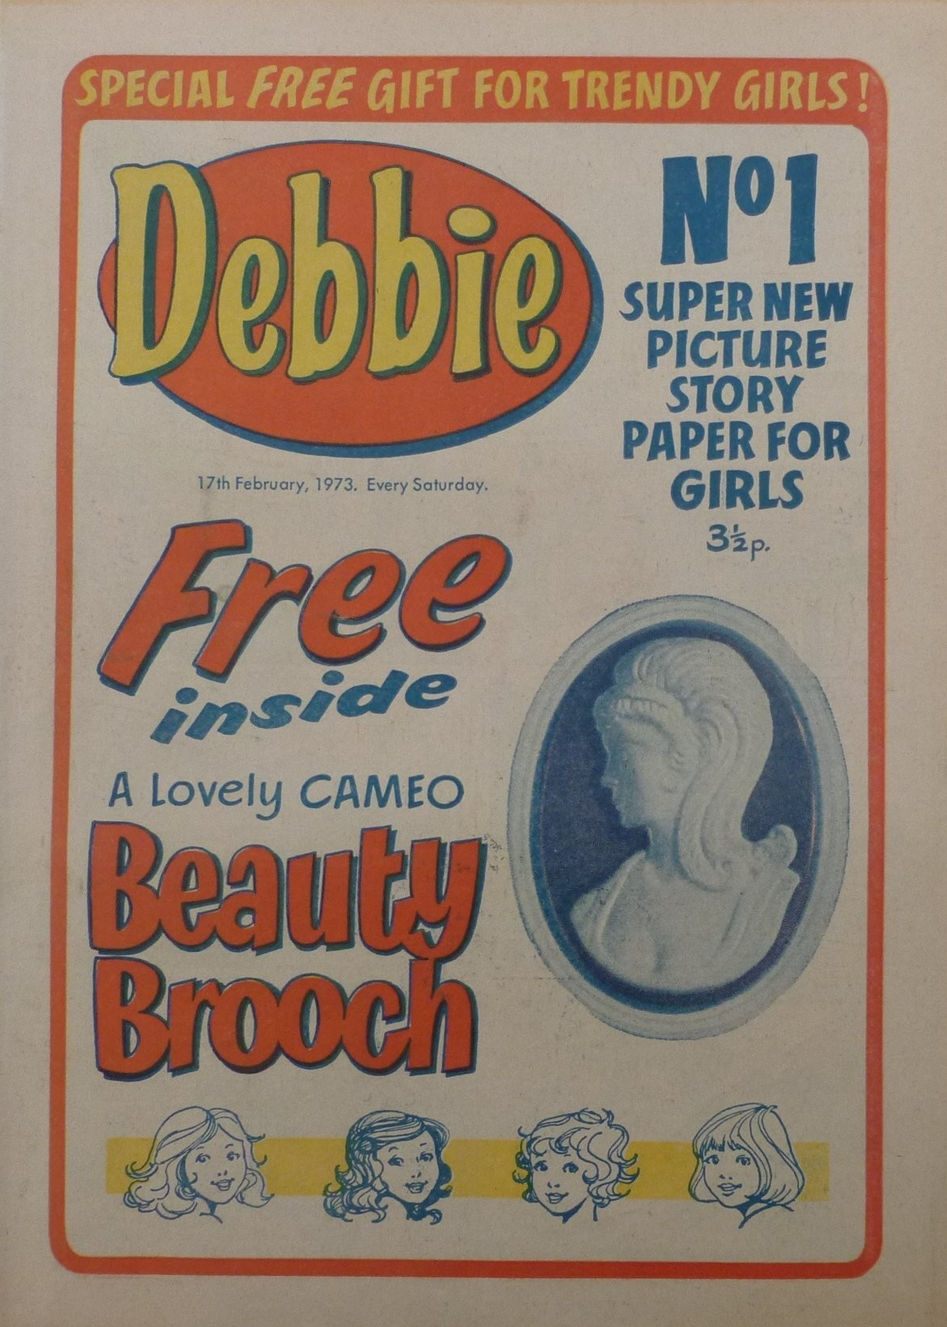 SPECIAL FREE GIFT FOR TRENDY GIRLS!
Debbie
Nº1
SUPER NEW
PICTURE
STORY
PAPER FOR
GIRLS
3½p.
17th February, 1973. Every Saturday.
Free
inside
A Lovely CAMEO
Beauty
Brooch